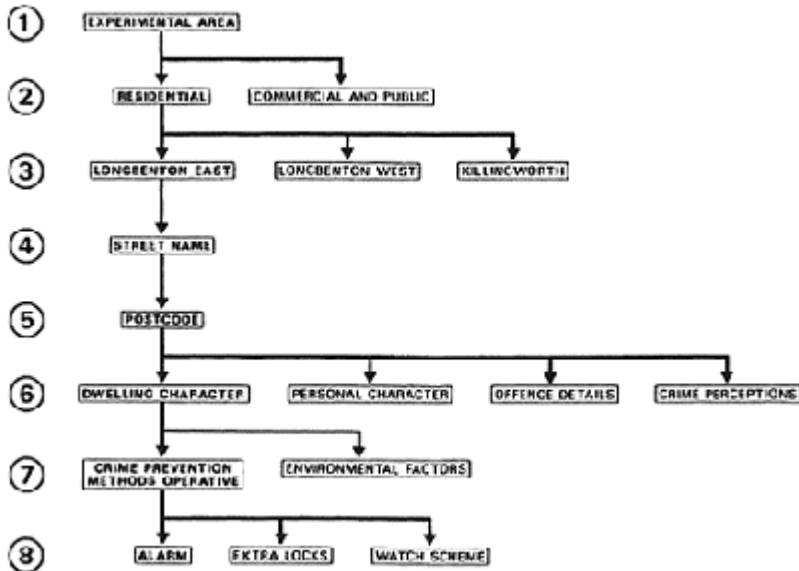 1
EXPERIMENTAL AREA
2
RESIDENTIAL
COMMERCIAL AND PUBLIC
3
LONGBENTON EAST
LONGBENTON WEST
KILLINGWORTH
4
STREET NAME
5
POSTCODE
6
DWELLING CHARACTER
PERSONAL CHARACTER
OFFENCE DETAILS
CRIME PERCEPTIONS
7
CRIME PREVENTION
METHODS OPERATIVE
ENVIRONMENTAL FACTORS
8
ALARM
EXTRA LOCKS
WATCH SCHEME